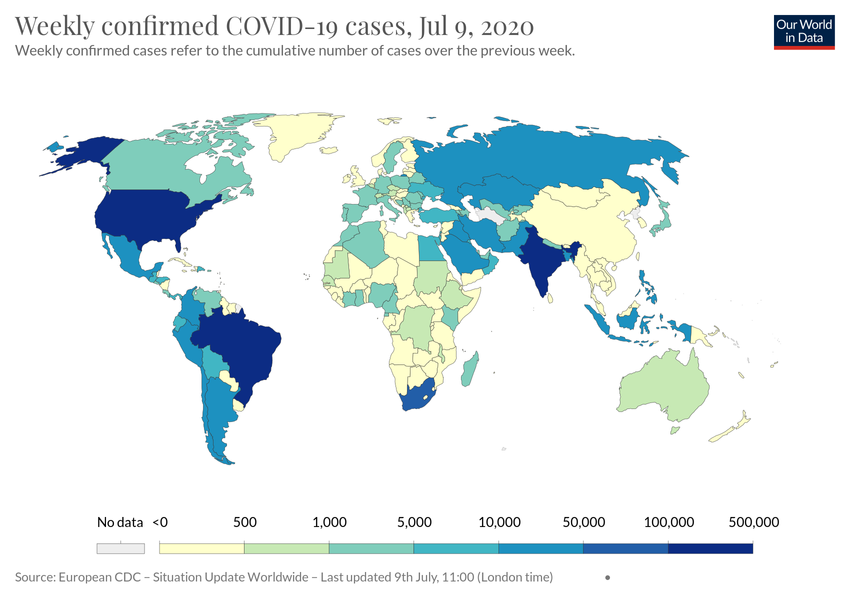 Weekly confirmed COVID-19 cases, Jul 9, 2020
Weekly confirmed cases refer to the cumulative number of cases over the previous week.
Our World
in Data
No data <0 500 1,000 5,000 10,000 50,000 100,000 500,000
Source: European CDC – Situation Update Worldwide – Last updated 9th July, 11:00 (London time) •